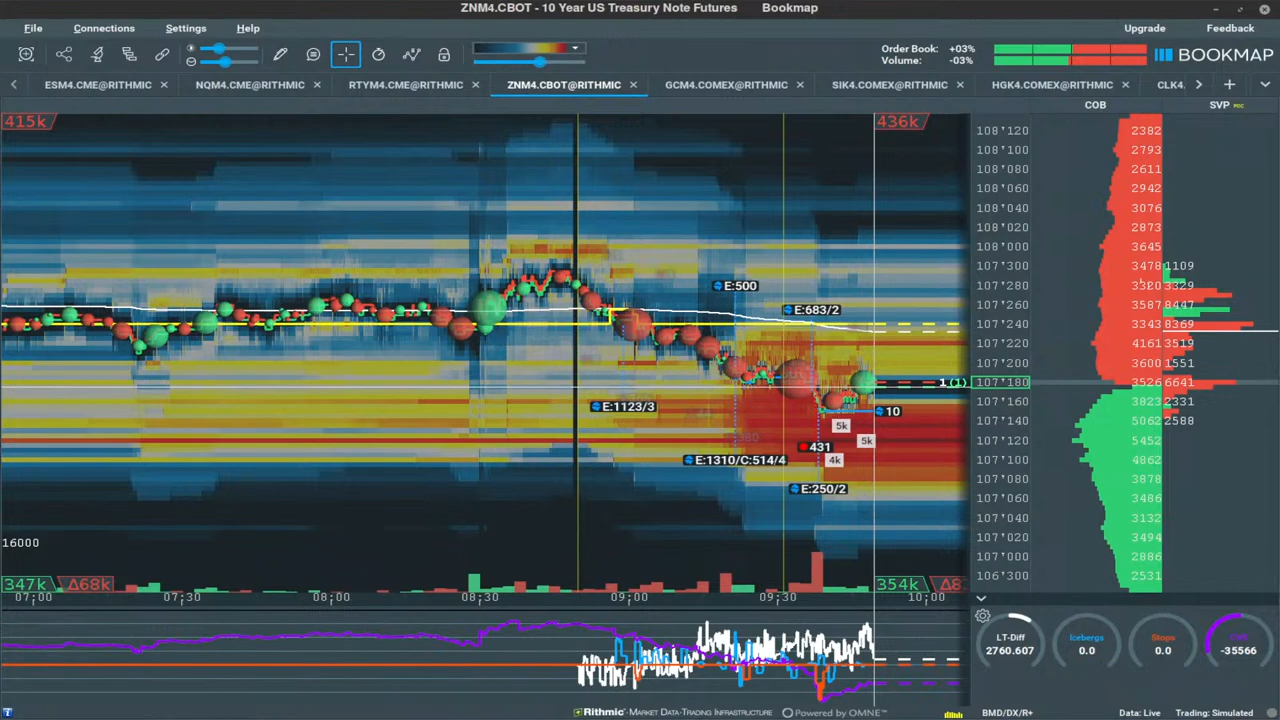 ZNM4.CBOT - 10 Year US Treasury Note Futures Bookmap
File Connections Settings Help Upgrade Feedback
Order Book: +03%
Volume: -03%
BOOKMAP
ESM4.CME@RITHMIC NQM4.CME@RITHMIC RTYM4.CME@RITHMIC ZNM4.CBOT@RITHMIC GCM4.COMEX@RITHMIC SIK4.COMEX@RITHMIC HGK4.COMEX@RITHMIC CLK4.
COB SVP POC
415k 436k
108'120 2382
108'100 2793
108'080 2611
108'060 2942
108'040 3076
108'020 2873
108'000 3645
107'300 3478 1109
107'280 3320 3329
107'260 3587 8447
107'240 3343 8369
107'220 4161 3519
107'200 3600 1551
1 (1) 107'180 3526 6641
107'160 3823 2331
107'140 5062 2588
107'120 5452
107'100 4862
107'080 3878
107'060 3486
107'040 3132
107'020 3494
107'000 2886
106'300 2531
E:500
E:683/2
E:1123/3
10
5k
5k
431
4k
E:1310/C:514/4
E:250/2
16000
347k Δ68k 354k
07:00 07:30 08:00 08:30 09:00 09:30 10:00
LT-Diff
2760.607
Icebergs
0.0
Stops
0.0
CVD
-35566
Rithmic - MARKET DATA-TRADING INFRASTRUCTURE Powered by OMNE™
BMD/DX/R+ Data: Live Trading: Simulated